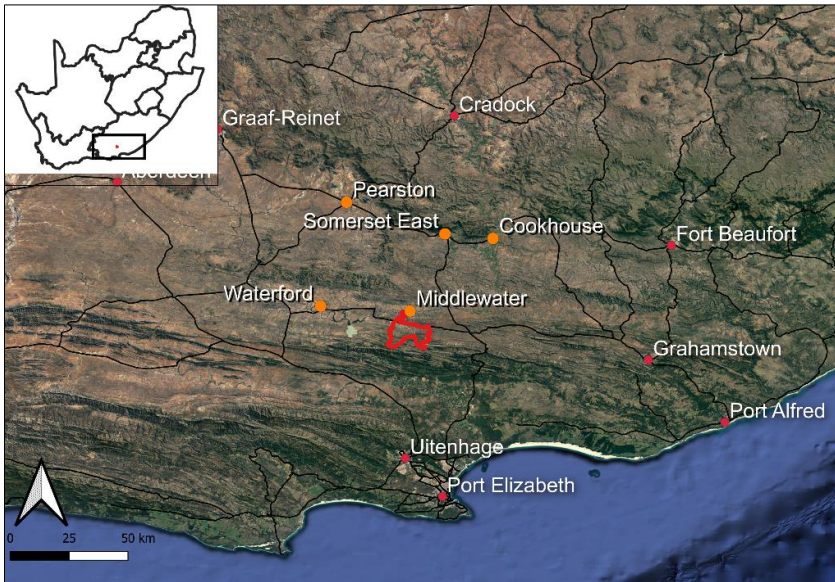 Graaf-Reinet
Cradock
Aberdeen
Pearston
Somerset East
Cookhouse
Fort Beaufort
Waterford
Middlewater
Grahamstown
Port Alfred
Uitenhage
Port Elizabeth
0 25 50 km